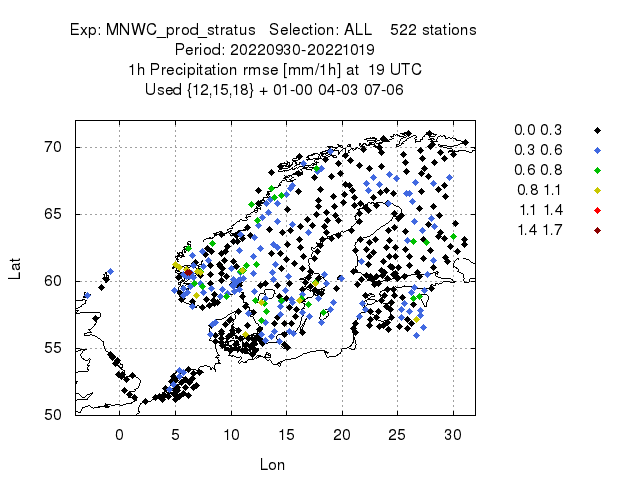 Exp: MNWC_prod_stratus   Selection: ALL    522 stations
Period: 20220930-20221019
1h Precipitation rmse [mm/1h] at  19 UTC
Used {12,15,18} + 01-00 04-03 07-06
0.0 0.3
0.3 0.6
0.6 0.8
0.8 1.1
1.1 1.4
1.4 1.7
70
65
60
55
50
Lat
0 5 10 15 20 25 30
Lon